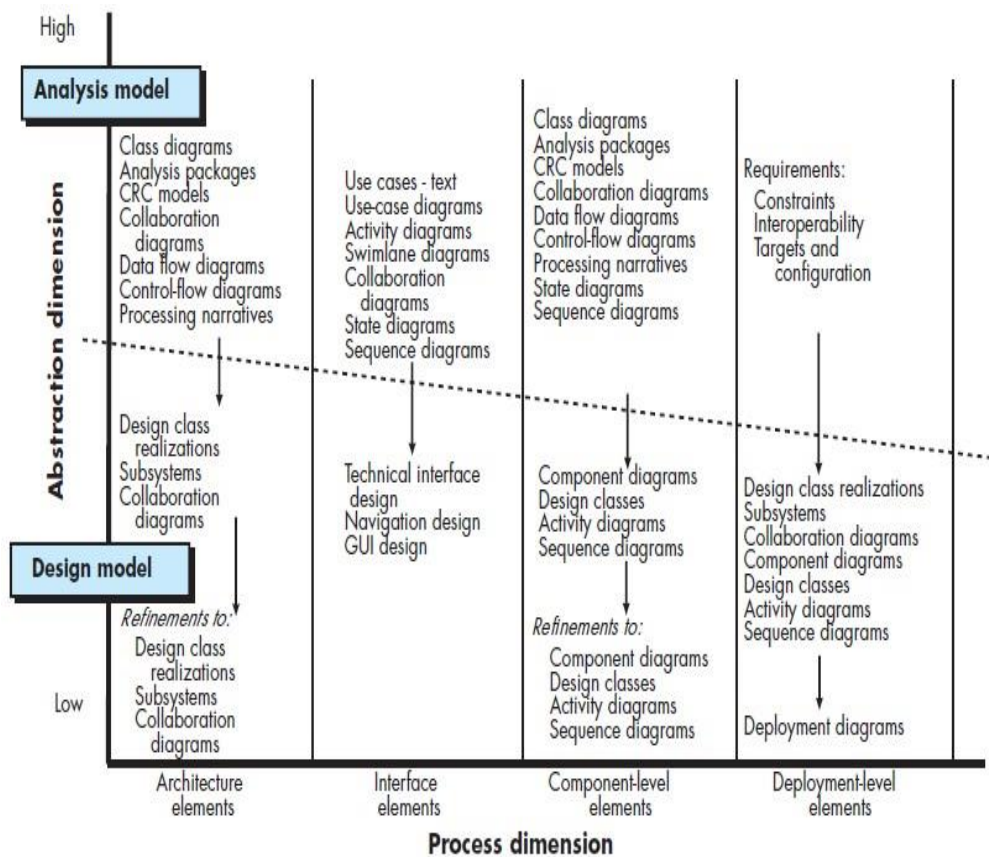 High
Analysis model
Abstraction dimension
Class diagrams
Analysis packages
CRC models
Collaboration
diagrams
Data flow diagrams
Control-flow diagrams
Processing narratives
Design class
realizations
Subsystems
Collaboration
diagrams
Design model
Refinements to:
Design class
realizations
Subsystems
Collaboration
diagrams
Low
Use cases - text
Use-case diagrams
Activity diagrams
Swimlane diagrams
Collaboration
diagrams
State diagrams
Sequence diagrams
Technical interface
design
Navigation design
GUI design
Class diagrams
Analysis packages
CRC models
Collaboration diagrams
Data flow diagrams
Control-flow diagrams
Processing narratives
State diagrams
Sequence diagrams
Component diagrams
Design classes
Activity diagrams
Sequence diagrams
Refinements to:
Component diagrams
Design classes
Activity diagrams
Sequence diagrams
Requirements:
Constraints
Interoperability
Targets and
configuration
Design class realizations
Subsystems
Collaboration diagrams
Component diagrams
Design classes
Activity diagrams
Sequence diagrams
Deployment diagrams
Architecture
elements
Interface
elements
Component-level
elements
Deployment-level
elements
Process dimension